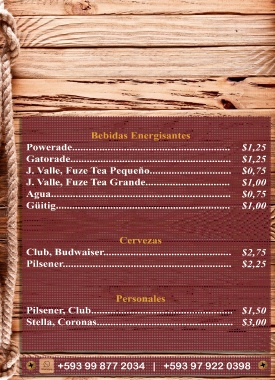 Bebidas Energisantes
Powerade........................................................ $1,25
Gatorade........................................................ $1,25
J. Valle, Fuze Tea Pequeño........................... $0,75
J. Valle, Fuze Tea Grande............................. $1,00
Agua.............................................................. $0,75
Güitig............................................................. $1,00
Cervezas
Club, Budwaiser............................................ $2,75
Pilsener.......................................................... $2,25
Personales
Pilsener, Club................................................ $1,50
Stella, Coronas.............................................. $3,00
+593 99 877 2034 | +593 97 922 0398